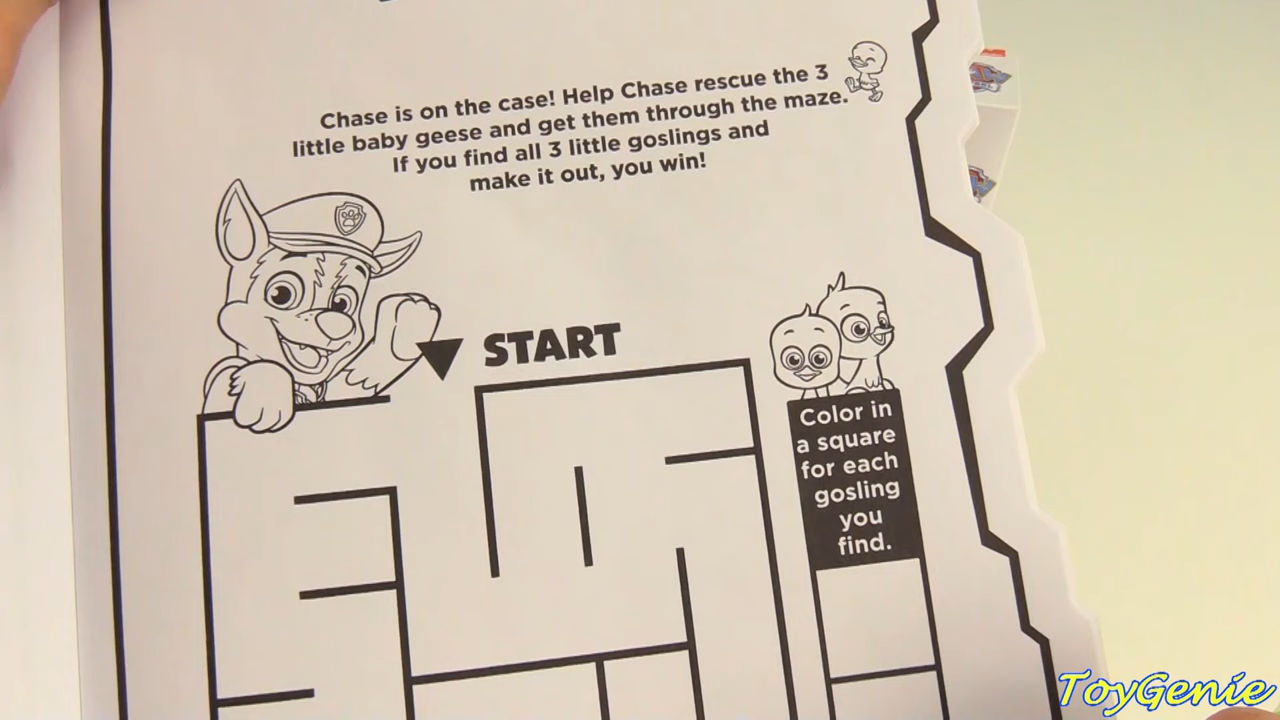 Chase is on the case! Help Chase rescue the 3
little baby geese and get them through the maze.
If you find all 3 little goslings and
make it out, you win!
START
Color in
a square
for each
gosling
you
find.
ToyGenie